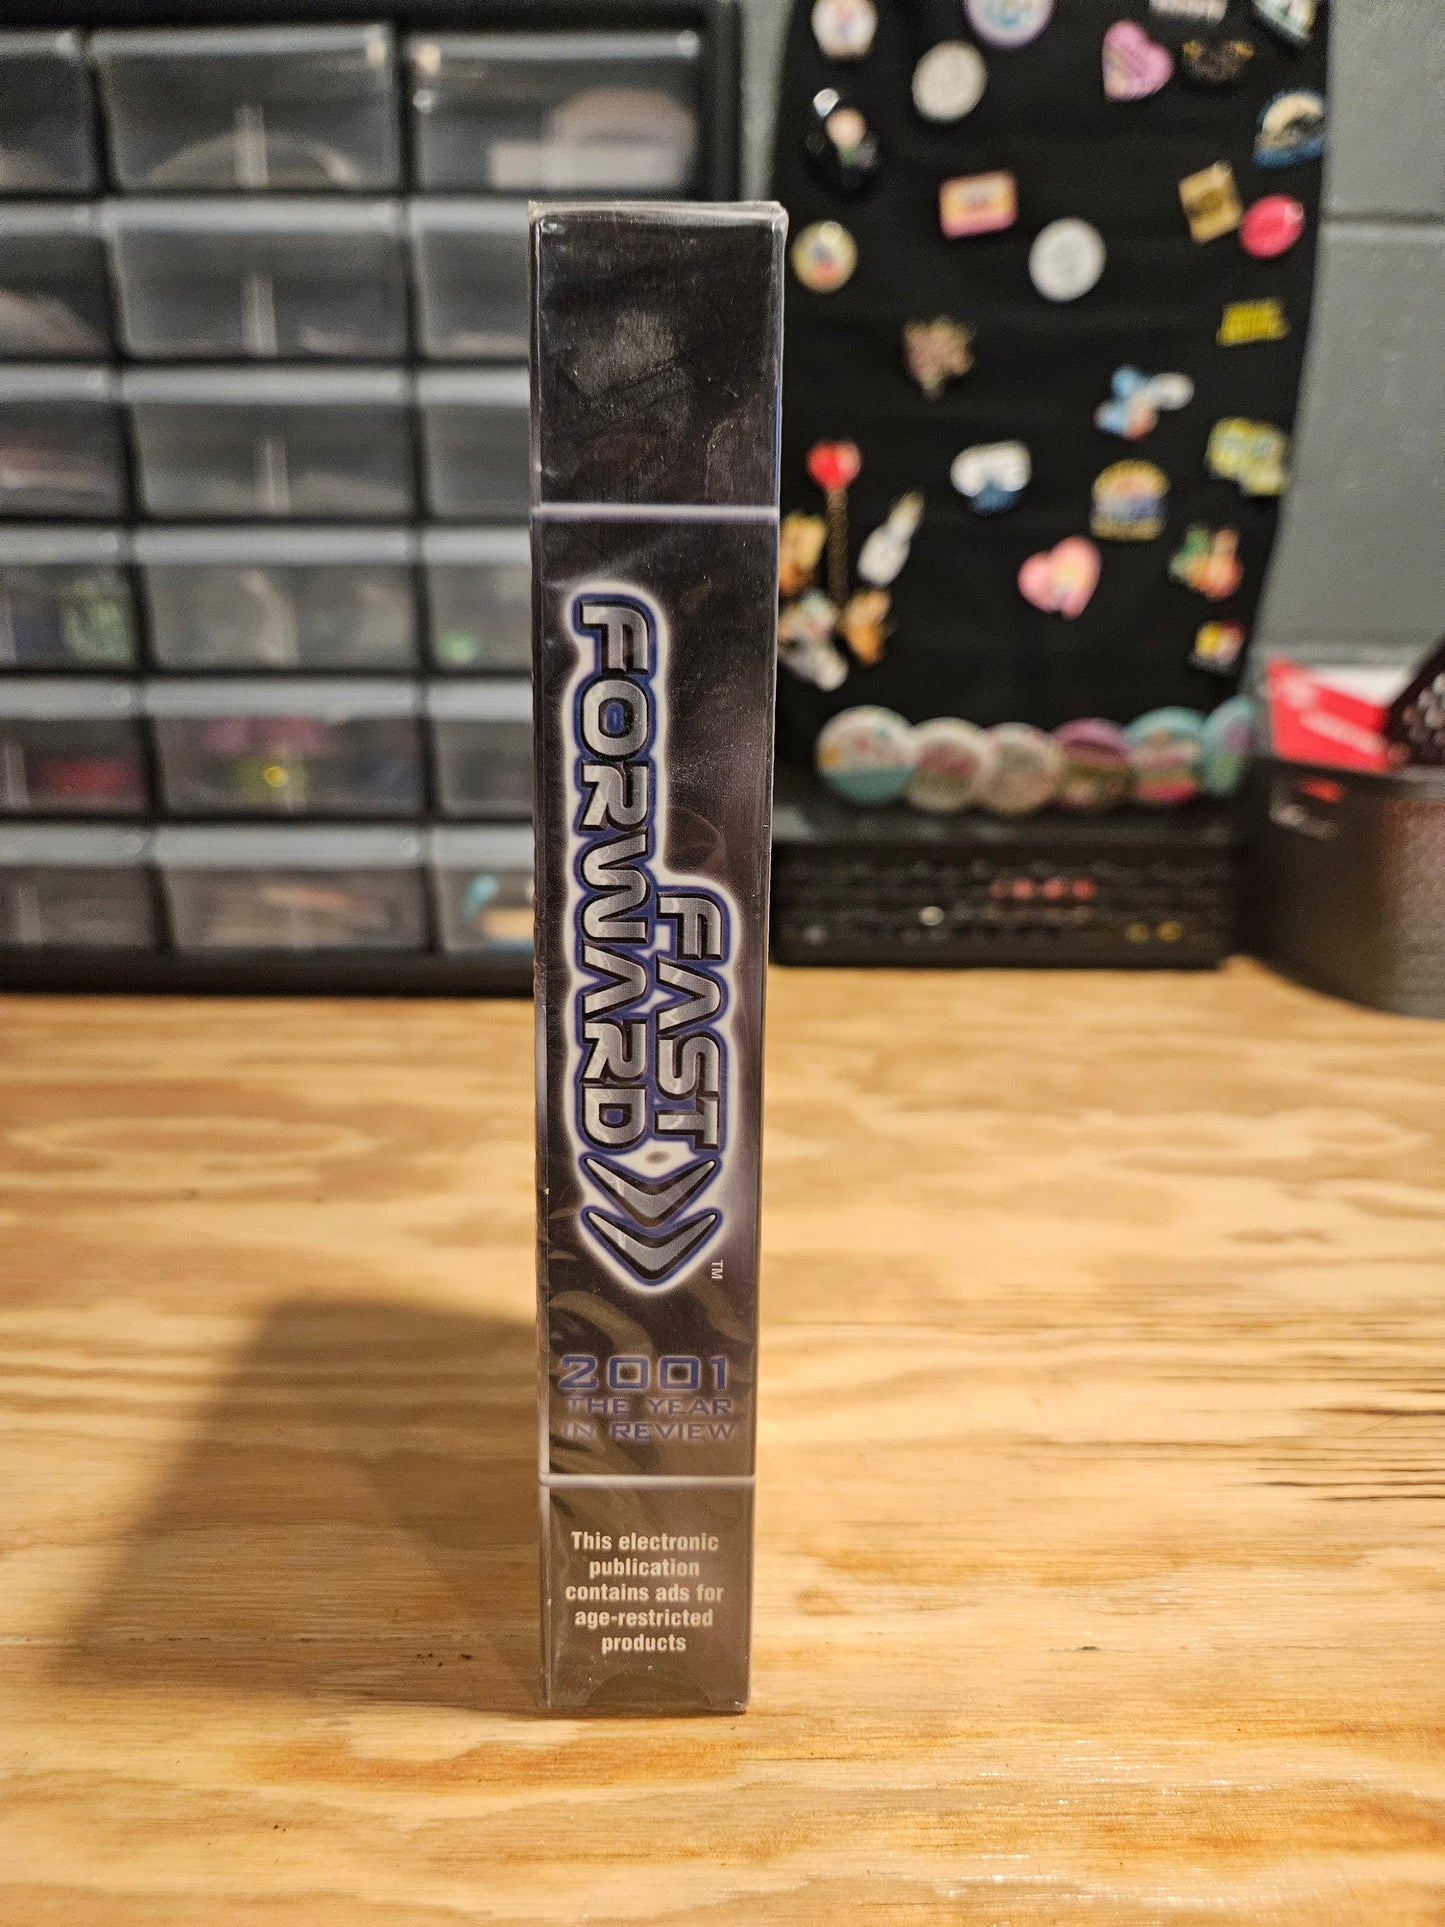 FAST
FORWARD
TM
2001
THE YEAR
IN REVIEW
This electronic
publication
contains ads for
age-restricted
products